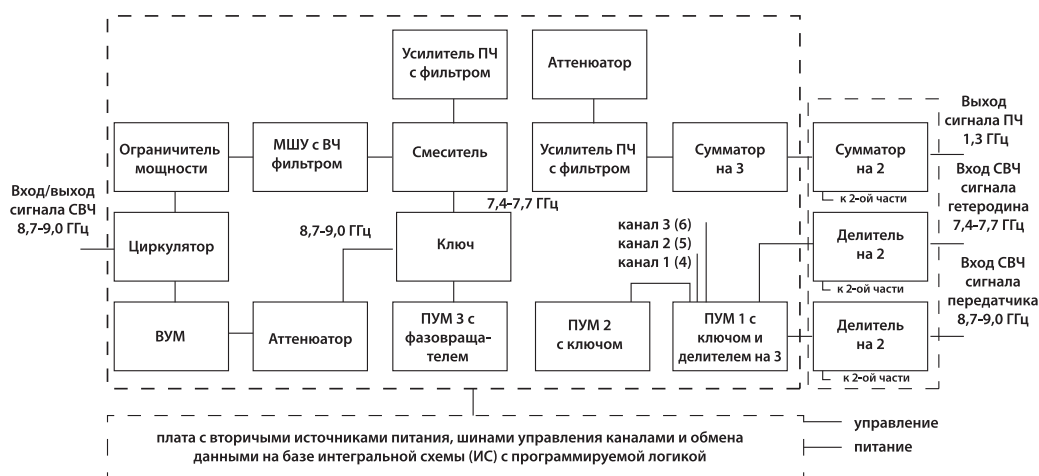 Усилитель ПЧ
с фильтром
Аттенюатор
Ограничитель
мощности
МШУ с ВЧ
фильтром
Смеситель
Усилитель ПЧ
с фильтром
Сумматор
на 3
Сумматор
на 2
к 2-ой части
Выход
сигнала ПЧ
1,3 ГГц
Вход/выход
сигнала СВЧ
8,7–9,0 ГГц
Циркулятор
8,7–9,0 ГГц
7,4–7,7 ГГц
Ключ
канал 3 (6)
канал 2 (5)
канал 1 (4)
Делитель
на 2
к 2-ой части
Вход СВЧ
сигнала
гетеродина
7,4–7,7 ГГц
ВУМ
Аттенюатор
ПУМ 3 с
фазовраща-
телем
ПУМ 2
с ключом
ПУМ 1 с
ключом и
делителем на 3
Делитель
на 2
к 2-ой части
Вход СВЧ
сигнала
передатчика
8,7–9,0 ГГц
плата с вторичными источниками питания, шинами управления каналами и обмена
данными на базе интегральной схемы (ИС) с программируемой логикой
управление
питание